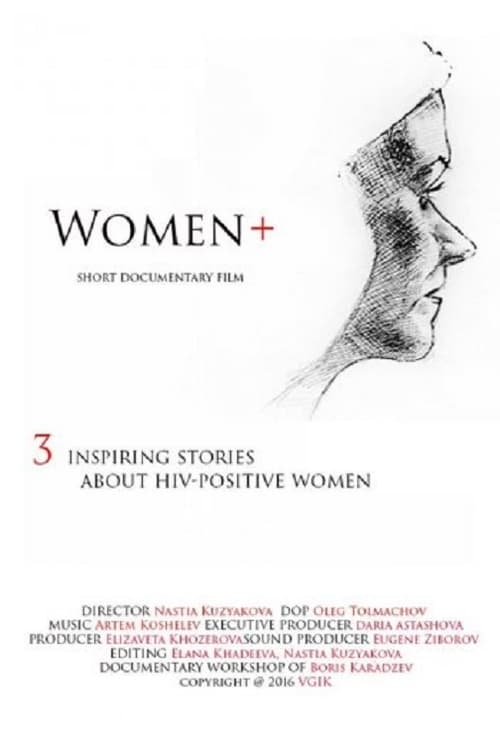 WOMEN+
SHORT DOCUMENTARY FILM
3 INSPIRING STORIES
ABOUT HIV-POSITIVE WOMEN
DIRECTOR NASTIA KUZYAKOVA DOP OLEG TOLMACHOV
MUSIC ARTEM KOSHELEV EXECUTIVE PRODUCER DARIA ASTASHOVA
PRODUCER ELIZAVETA KHOZEROVASOUND PRODUCER EUGENE ZIBOROV
EDITING ELANA KHADEEVA, NASTIA KUZYAKOVA
DOCUMENTARY WORKSHOP OF BORIS KARADZEV
COPYRIGHT @ 2016 VGIK